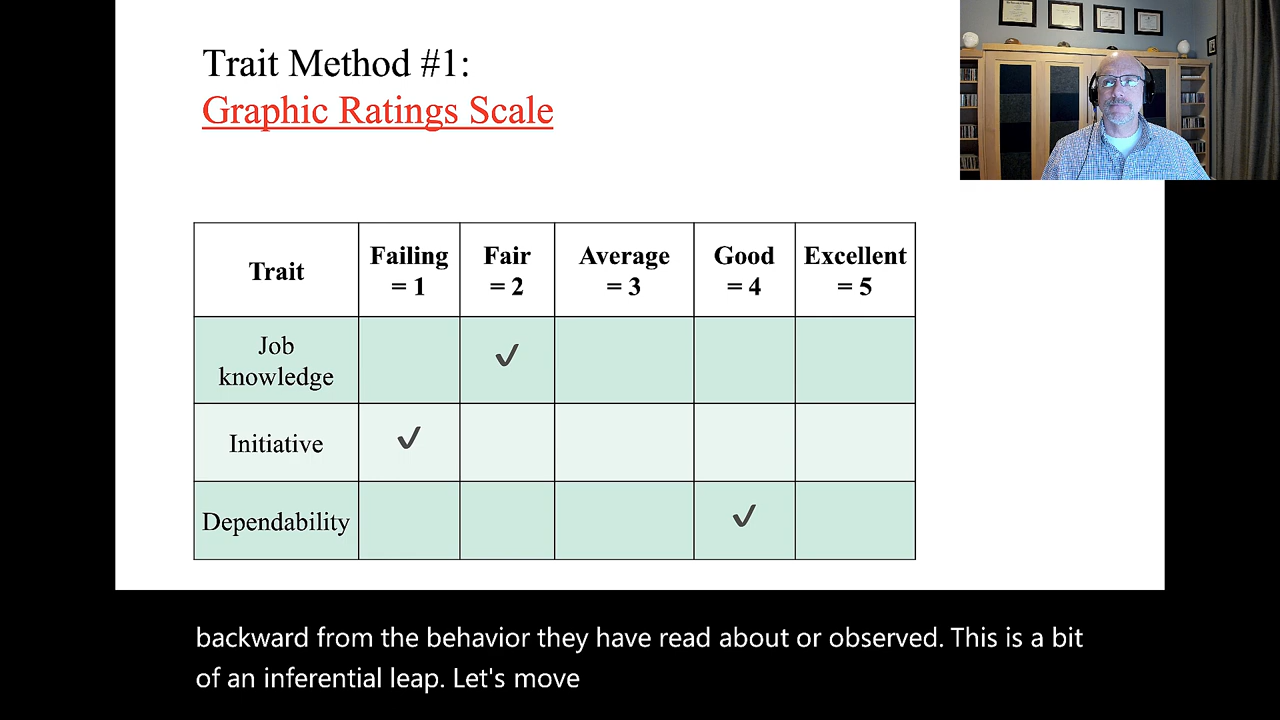 Trait Method #1:
Graphic Ratings Scale
Trait
Failing
= 1
Fair
= 2
Average
= 3
Good
= 4
Excellent
= 5
Job
knowledge
Initiative
Dependability
backward from the behavior they have read about or observed. This is a bit
of an inferential leap. Let's move